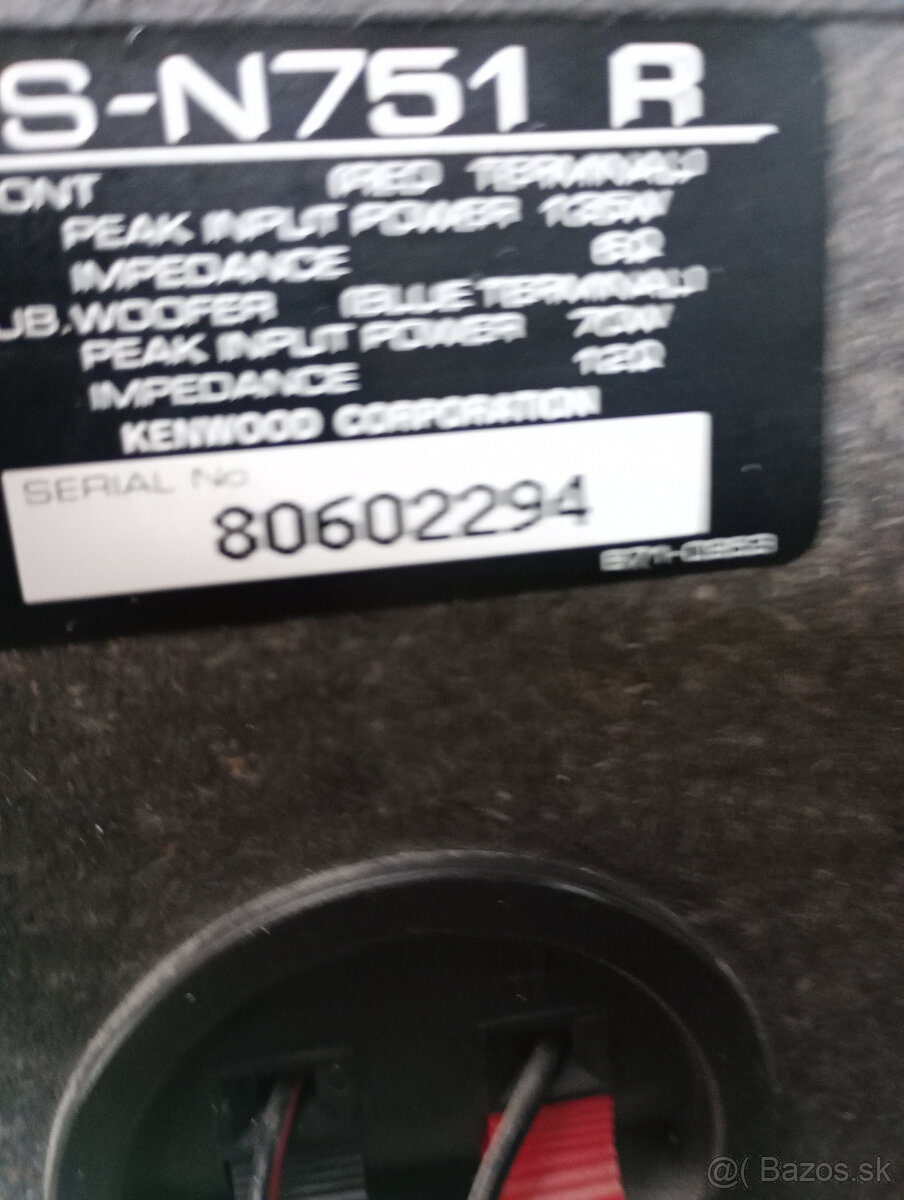 S-N751 R
ONT (RED TERMINAL)
PEAK INPUT POWER 135W
IMPEDANCE 6Ω
UB.WOOFER (BLUE TERMINAL)
PEAK INPUT POWER 70W
IMPEDANCE 12Ω
KENWOOD CORPORATION
SERIAL No
80602294
@( Bazos.sk